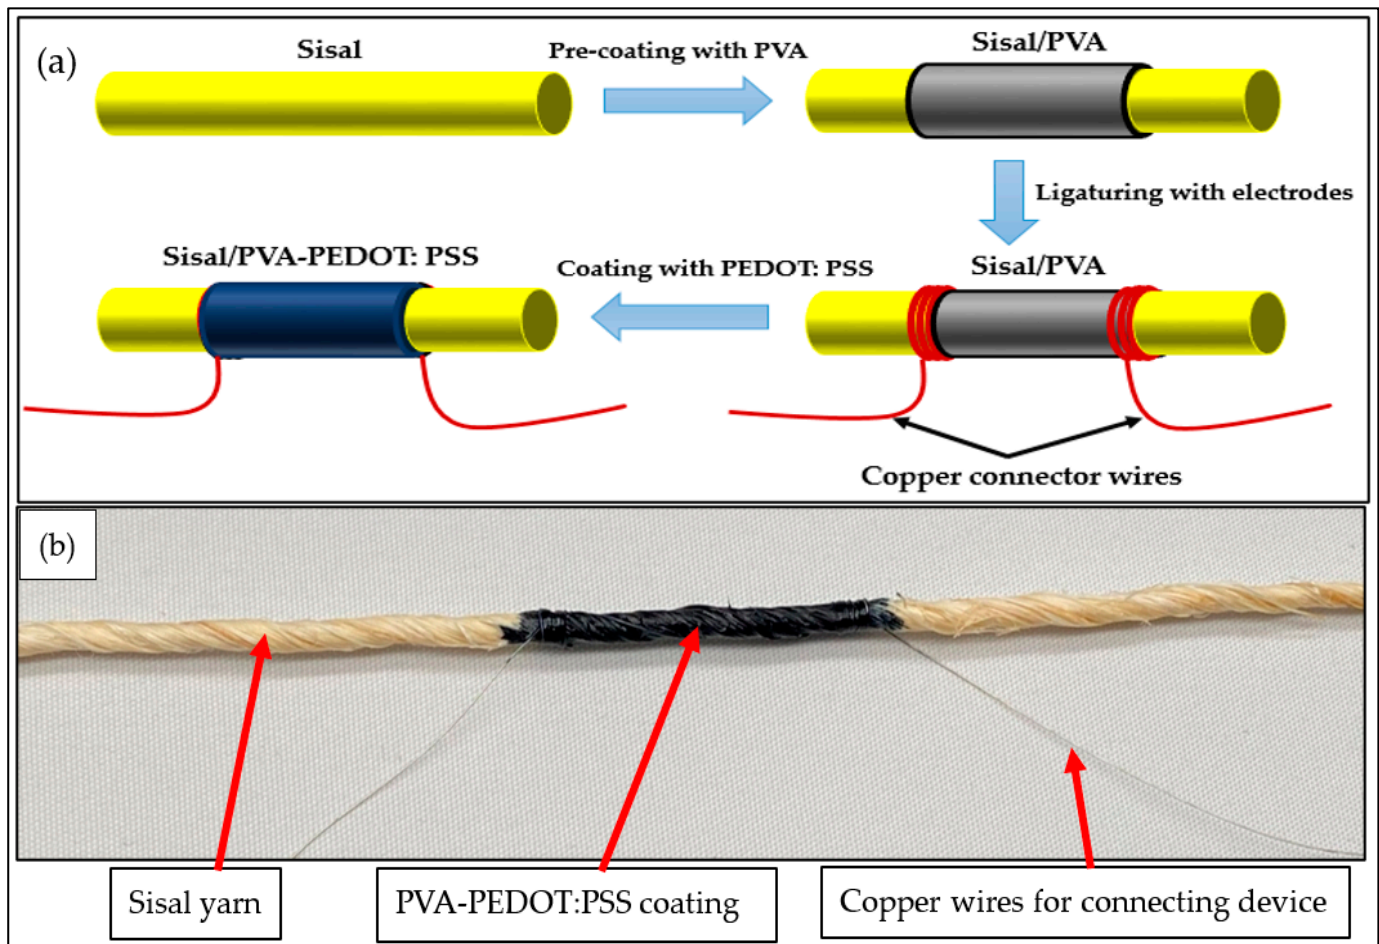 (a)
Sisal
Pre-coating with PVA
Sisal/PVA
Ligaturing with electrodes
Sisal/PVA-PEDOT: PSS
Coating with PEDOT: PSS
Sisal/PVA
Copper connector wires
(b)
Sisal yarn
PVA-PEDOT:PSS coating
Copper wires for connecting device